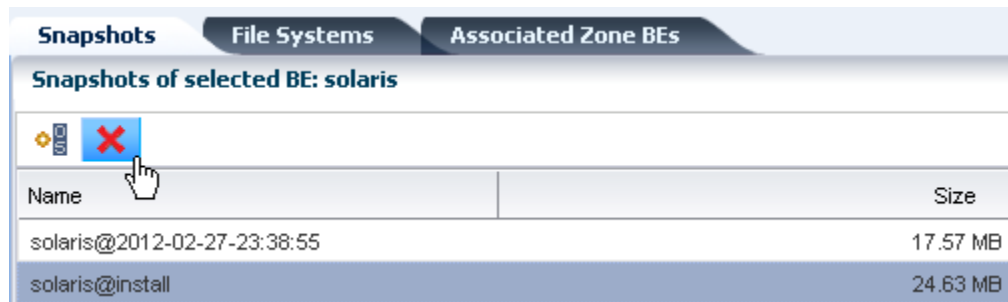 Snapshots File Systems Associated Zone BEs
Snapshots of selected BE: solaris
OS
Name Size
solaris@2012-02-27-23:38:55 17.57 MB
solaris@install 24.63 MB